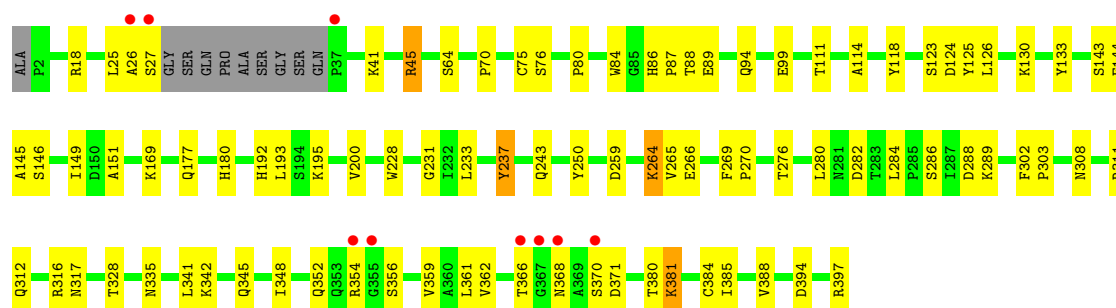 ALA P2 R18 L25 A26 S27 GLY SER GLN PRO ALA SER GLY SER GLN P37 K41 R45 S64 P70 C75 S76 P80 W84 G85 H86 P87 T88 E89 Q94 E99 T111 A114 Y118 S123 D124 Y125 L126 K130 Y133 S143
A145 S146 I149 D150 A151 K169 Q177 H180 H192 L193 S194 K195 V200 W228 G231 I232 L233 Y237 Q243 Y250 D259 K264 V265 E266 F269 P270 T276 L280 N281 D282 T283 L284 P285 S286 I287 D288 K289 F302 P303 N308
Q312 R316 N317 T328 N335 L341 K342 Q345 I348 Q352 Q353 R354 G355 S356 V359 A360 L361 V362 T366 G367 N368 A369 S370 D371 T380 K381 C384 I385 V388 D394 R397